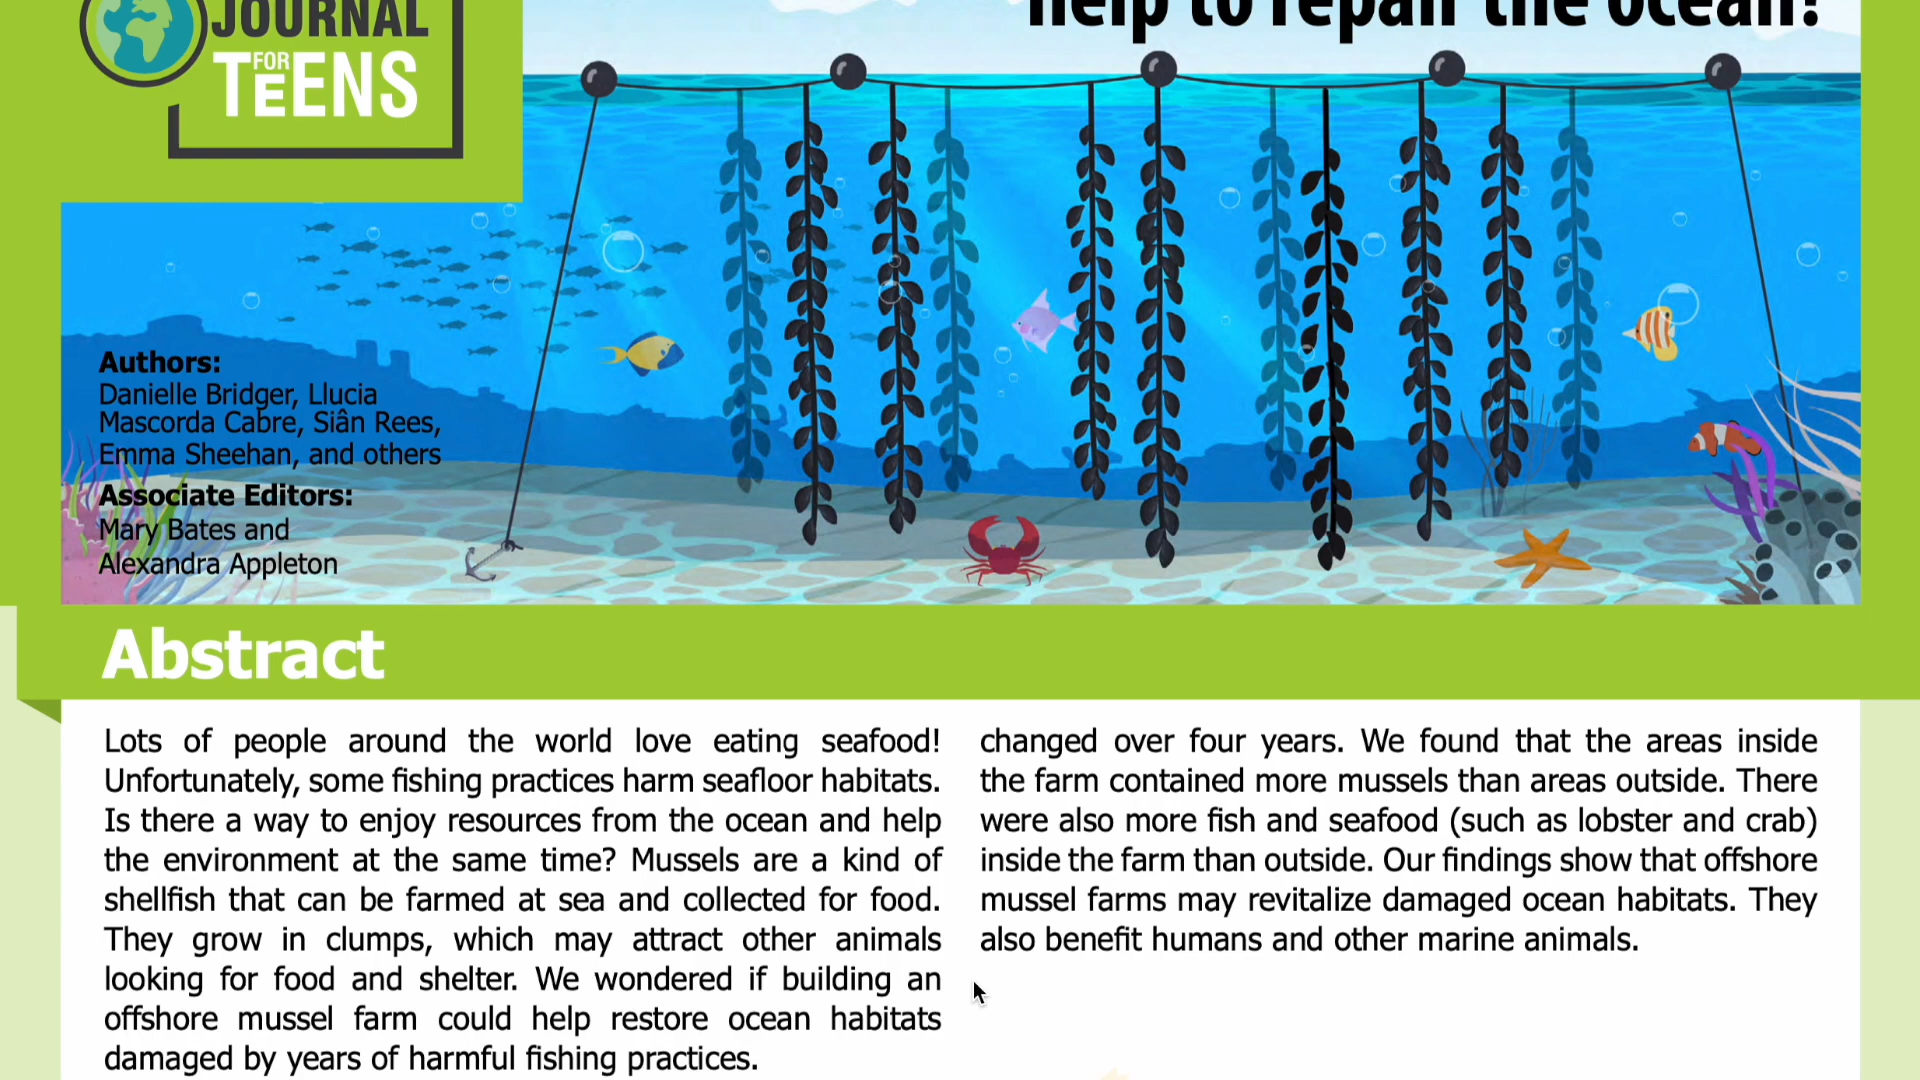 JOURNAL
FOR
TEENS
help to repair the ocean?
Authors:
Danielle Bridger, Llucia
Mascorda Cabre, Siân Rees,
Emma Sheehan, and others
Associate Editors:
Mary Bates and
Alexandra Appleton
Abstract
Lots of people around the world love eating seafood!
Unfortunately, some fishing practices harm seafloor habitats.
Is there a way to enjoy resources from the ocean and help
the environment at the same time? Mussels are a kind of
shellfish that can be farmed at sea and collected for food.
They grow in clumps, which may attract other animals
looking for food and shelter. We wondered if building an
offshore mussel farm could help restore ocean habitats
damaged by years of harmful fishing practices.
changed over four years. We found that the areas inside
the farm contained more mussels than areas outside. There
were also more fish and seafood (such as lobster and crab)
inside the farm than outside. Our findings show that offshore
mussel farms may revitalize damaged ocean habitats. They
also benefit humans and other marine animals.